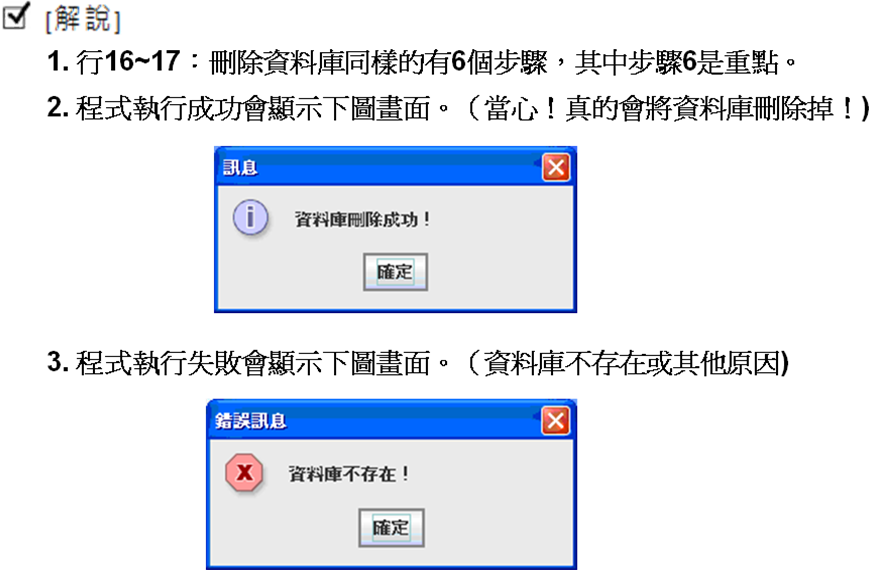 [解說]
1. 行16~17：刪除資料庫同樣的有6個步驟，其中步驟6是重點。
2. 程式執行成功會顯示下圖畫面。（當心！真的會將資料庫刪除掉！)
訊息
i
資料庫刪除成功！
確定
3. 程式執行失敗會顯示下圖畫面。（資料庫不存在或其他原因)
錯誤訊息
資料庫不存在！
確定